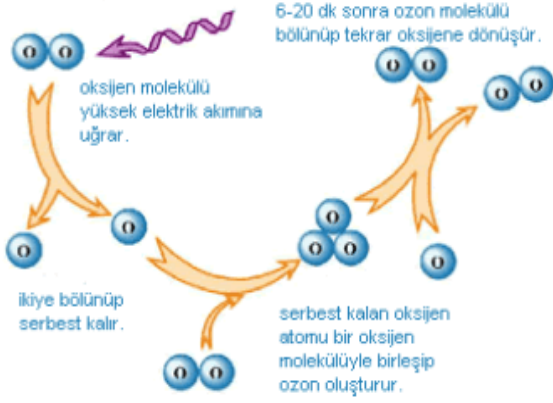 6-20 dk sonra ozon molekülü
bölünüp tekrar oksijene dönüşür.
O O
O O
O O
oksijen molekülü
yüksek elektrik akımına
uğrar.
O
O
O
O O
O
ikiye bölünüp
serbest kalır.
serbest kalan oksijen
atomu bir oksijen
molekülüyle birleşip
ozon oluşturur.
O O